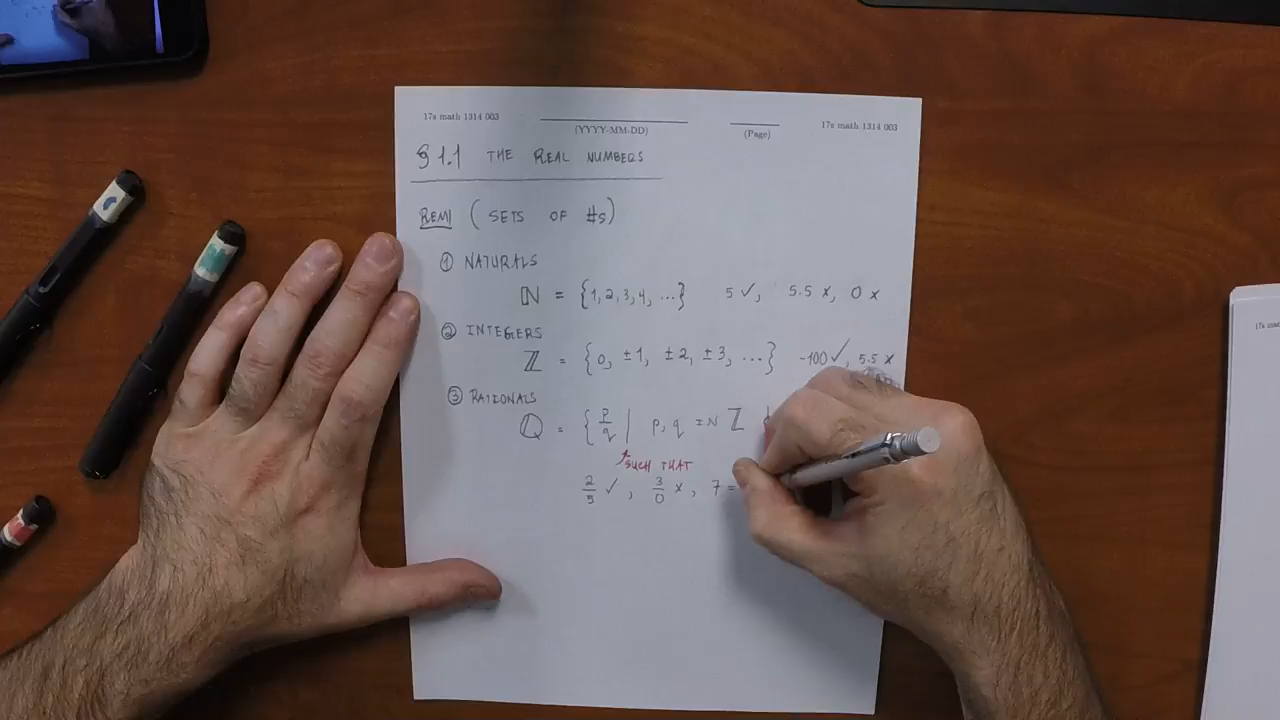 17s math 1314 003
(YYYY-MM-DD)
(Page)
17s math 1314 003
§1.1 THE REAL NUMBERS
REM (SETS OF #s)
① NATURALS
ℕ = {1,2,3,4, ...} 5 ✓, 5.5 x, 0 x
② INTEGERS
ℤ = {0, ±1, ±2, ±3, ...} -100 ✓, 5.5 x
③ RATIONALS
ℚ = { p/q | p, q IN ℤ
SUCH THAT
2/5 ✓, 3/0 x, 7 =
17s